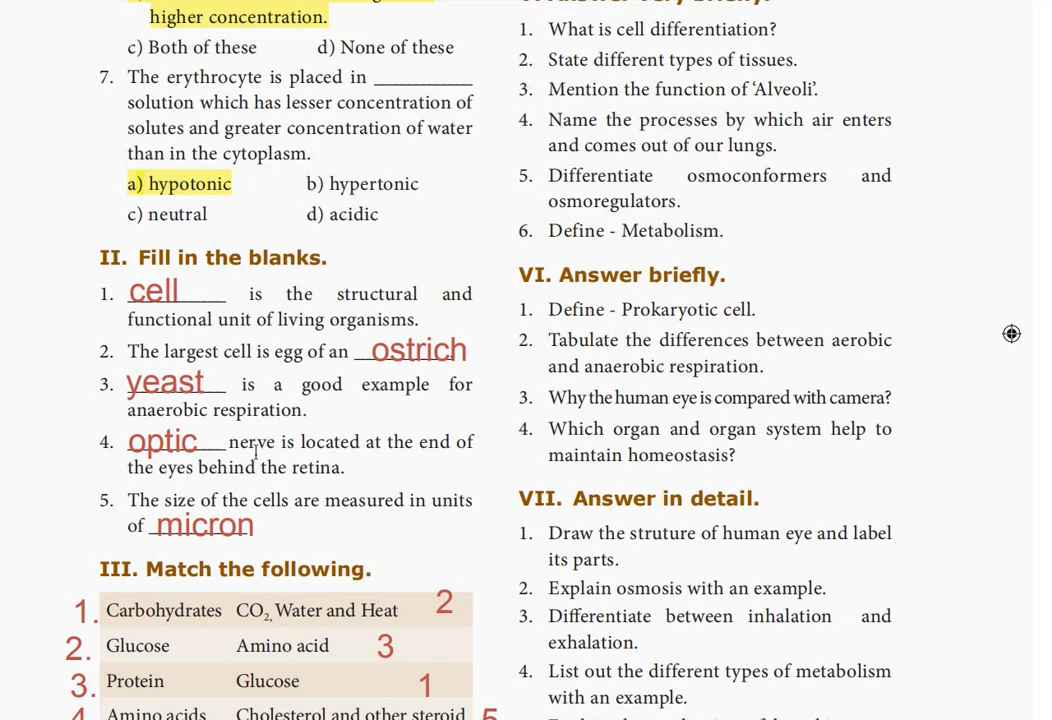 higher concentration.
c) Both of these d) None of these
7. The erythrocyte is placed in __________
solution which has lesser concentration of
solutes and greater concentration of water
than in the cytoplasm.
a) hypotonic b) hypertonic
c) neutral d) acidic
II. Fill in the blanks.
1. cell is the structural and
functional unit of living organisms.
2. The largest cell is egg of an ostrich
3. yeast is a good example for
anaerobic respiration.
4. optic nerve is located at the end of
the eyes behind the retina.
5. The size of the cells are measured in units
of micron
III. Match the following.
1. Carbohydrates CO2, Water and Heat 2
2. Glucose Amino acid 3
3. Protein Glucose 1
4 Amino acids Cholesterol and other steroid 5
1. What is cell differentiation?
2. State different types of tissues.
3. Mention the function of ‘Alveoli’.
4. Name the processes by which air enters
and comes out of our lungs.
5. Differentiate osmoconformers and
osmoregulators.
6. Define - Metabolism.
VI. Answer briefly.
1. Define - Prokaryotic cell.
2. Tabulate the differences between aerobic
and anaerobic respiration.
3. Why the human eye is compared with camera?
4. Which organ and organ system help to
maintain homeostasis?
VII. Answer in detail.
1. Draw the struture of human eye and label
its parts.
2. Explain osmosis with an example.
3. Differentiate between inhalation and
exhalation.
4. List out the different types of metabolism
with an example.